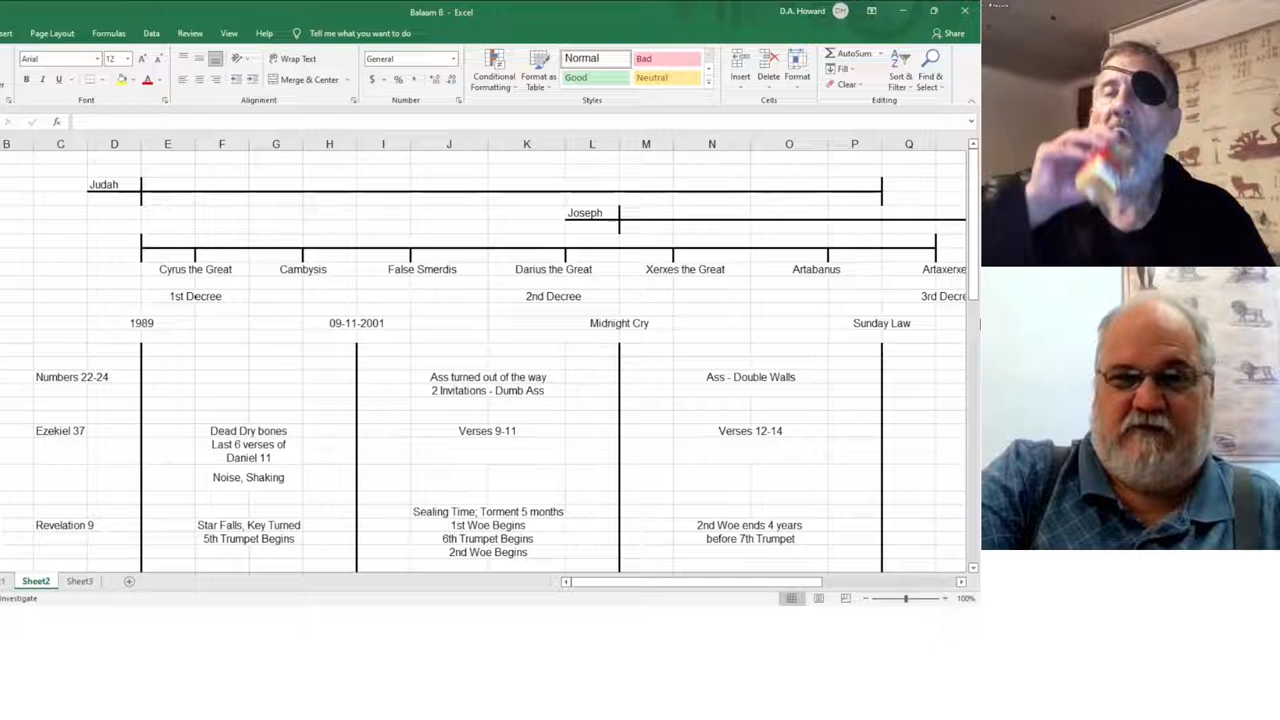 Balaam B - Excel
D.A. Howard
DH
Page Layout
Formulas
Data
Review
View
Help
Tell me what you want to do
Share
Arial
12
Wrap Text
General
Normal
Bad
AutoSum
B I U
Merge & Center
$ % ,
Conditional Formatting
Format as Table
Good
Neutral
Insert
Delete
Format
Fill
Clear
Sort & Filter
Find & Select
Font
Alignment
Number
Styles
Cells
Editing
fx
B C D E F G H I J K L M N O P Q
Judah
Joseph
Cyrus the Great
Cambysis
False Smerdis
Darius the Great
Xerxes the Great
Artabanus
Artaxerxe
1st Decree
2nd Decree
3rd Decre
1989
09-11-2001
Midnight Cry
Sunday Law
Numbers 22-24
Ass turned out of the way
2 Invitations - Dumb Ass
Ass - Double Walls
Ezekiel 37
Dead Dry bones
Last 6 verses of
Daniel 11
Noise, Shaking
Verses 9-11
Verses 12-14
Revelation 9
Star Falls, Key Turned
5th Trumpet Begins
Sealing Time; Torment 5 months
1st Woe Begins
6th Trumpet Begins
2nd Woe Begins
2nd Woe ends 4 years
before 7th Trumpet
Sheet2
Sheet3
100%